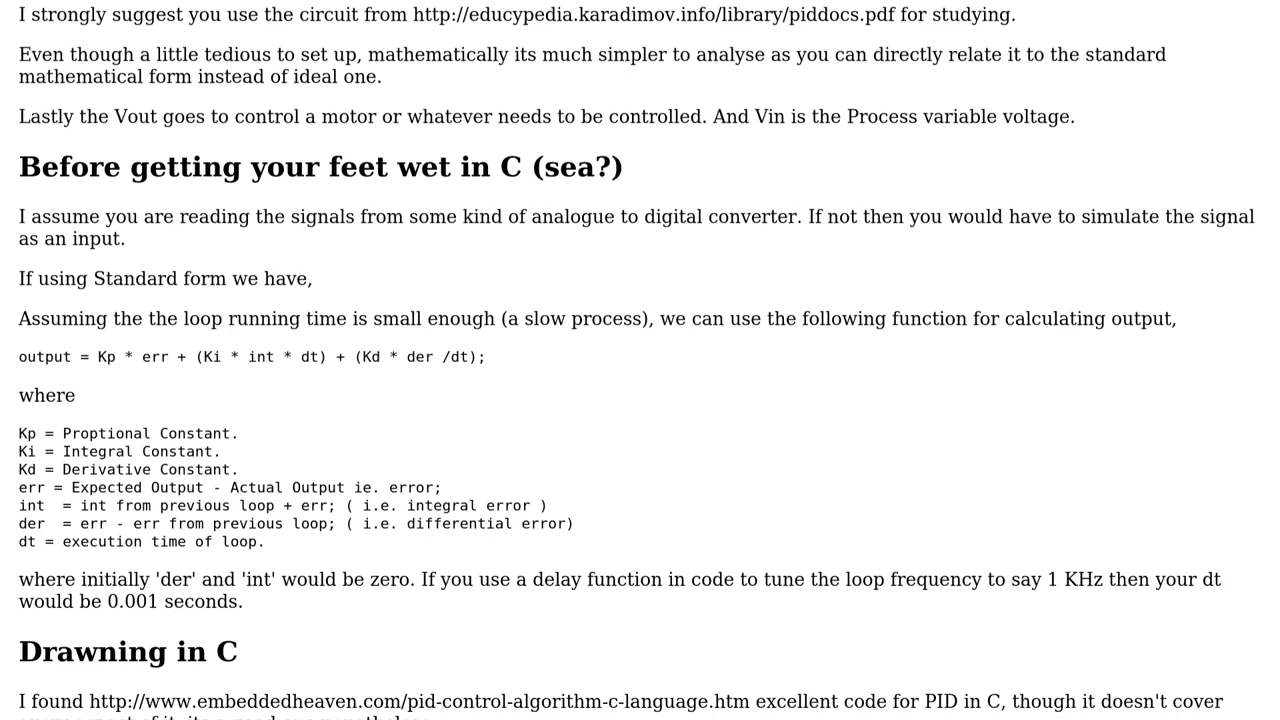 I strongly suggest you use the circuit from http://educypedia.karadimov.info/library/piddocs.pdf for studying.
Even though a little tedious to set up, mathematically its much simpler to analyse as you can directly relate it to the standard
mathematical form instead of ideal one.
Lastly the Vout goes to control a motor or whatever needs to be controlled. And Vin is the Process variable voltage.
Before getting your feet wet in C (sea?)
I assume you are reading the signals from some kind of analogue to digital converter. If not then you would have to simulate the signal
as an input.
If using Standard form we have,
Assuming the the loop running time is small enough (a slow process), we can use the following function for calculating output,
output = Kp * err + (Ki * int * dt) + (Kd * der /dt);
where
Kp = Proptional Constant.
Ki = Integral Constant.
Kd = Derivative Constant.
err = Expected Output - Actual Output ie. error;
int  = int from previous loop + err; ( i.e. integral error )
der  = err - err from previous loop; ( i.e. differential error)
dt = execution time of loop.
where initially 'der' and 'int' would be zero. If you use a delay function in code to tune the loop frequency to say 1 KHz then your dt
would be 0.001 seconds.
Drawning in C
I found http://www.embeddedheaven.com/pid-control-algorithm-c-language.htm excellent code for PID in C, though it doesn't cover